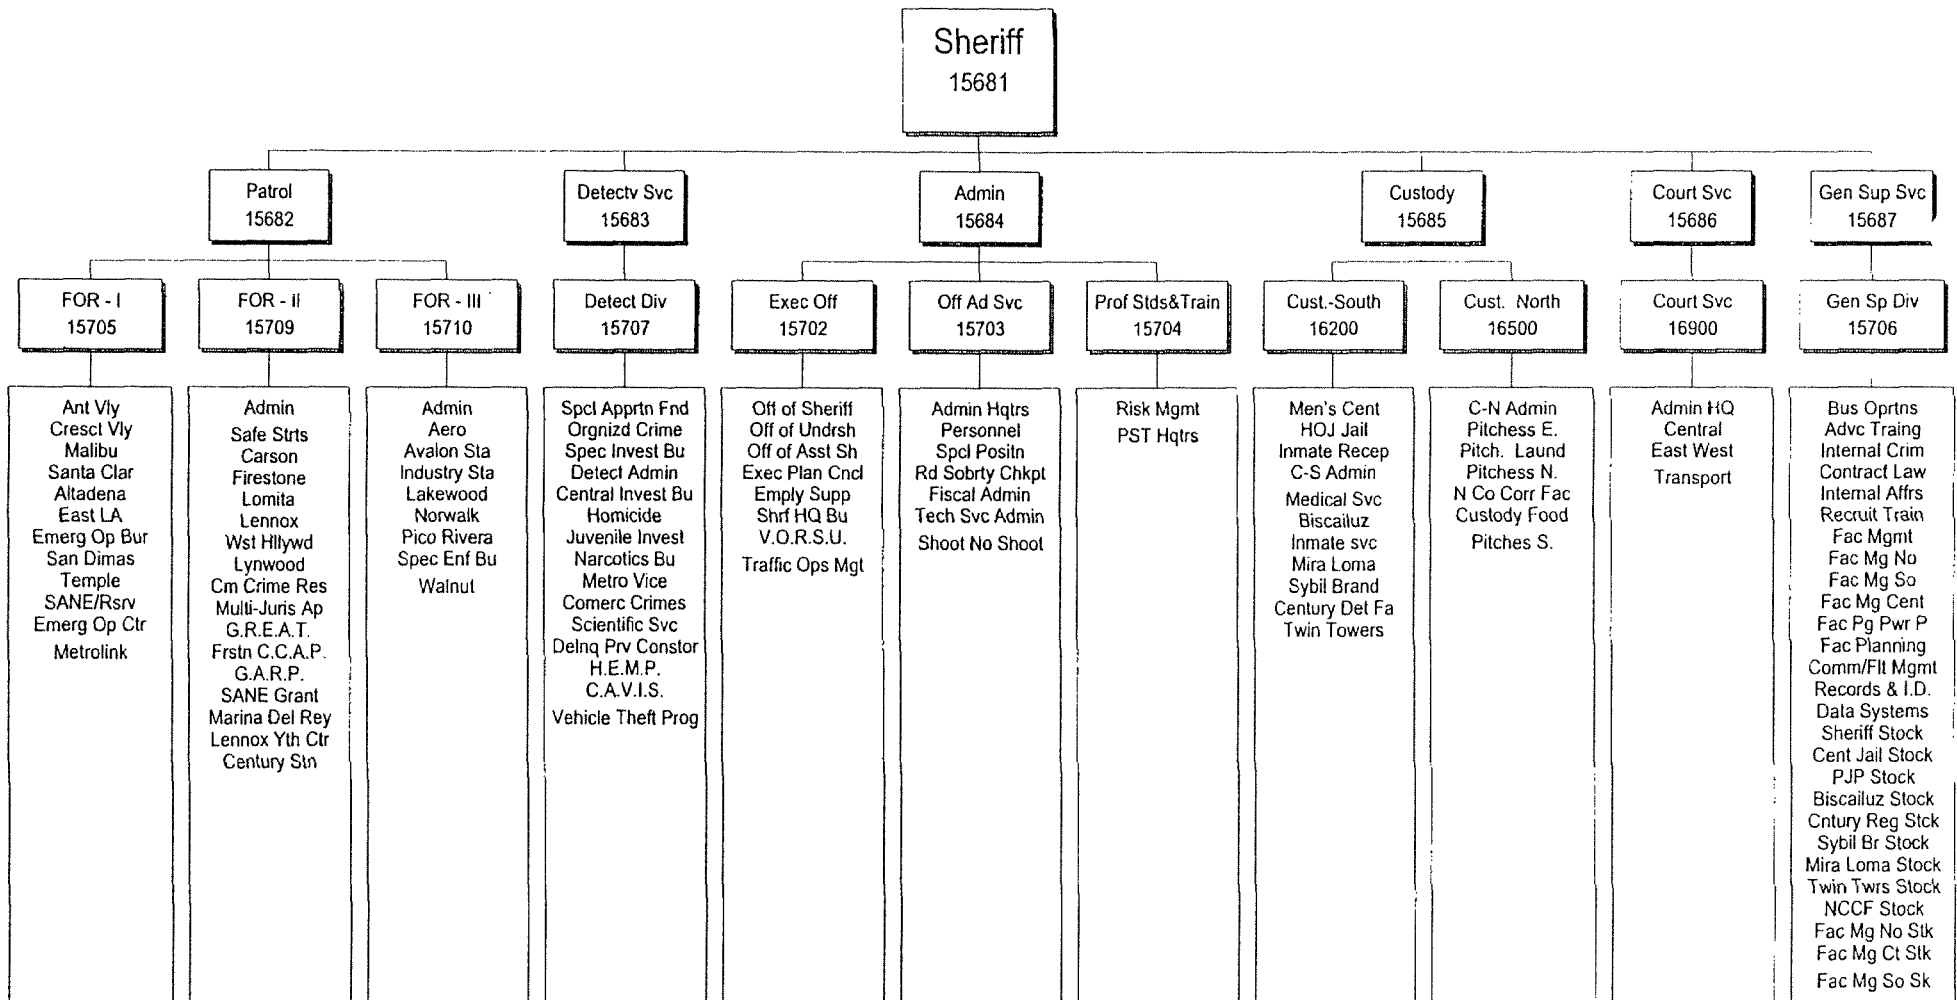 Sheriff
15681
Patrol
15682
Detectv Svc
15683
Admin
15684
Custody
15685
Court Svc
15686
Gen Sup Svc
15687
FOR - I
15705
FOR - II
15709
FOR - III
15710
Detect Div
15707
Exec Off
15702
Off Ad Svc
15703
Prof Stds&Train
15704
Cust.-South
16200
Cust. North
16500
Court Svc
16900
Gen Sp Div
15706
Ant Vly
Cresct Vly
Malibu
Santa Clar
Altadena
East LA
Emerg Op Bur
San Dimas
Temple
SANE/Rsrv
Emerg Op Ctr
Metrolink
Admin
Safe Strts
Carson
Firestone
Lomita
Lennox
Wst Hllywd
Lynwood
Cm Crime Res
Multi-Juris Ap
G.R.E.A.T.
Frstn C.C.A.P.
G.A.R.P.
SANE Grant
Marina Del Rey
Lennox Yth Ctr
Century Stn
Admin
Aero
Avalon Sta
Industry Sta
Lakewood
Norwalk
Pico Rivera
Spec Enf Bu
Walnut
Spcl Apprtn Fnd
Orgnizd Crime
Spec Invest Bu
Detect Admin
Central Invest Bu
Homicide
Juvenile Invest
Narcotics Bu
Metro Vice
Comerc Crimes
Scientific Svc
Delnq Prv Constor
H.E.M.P.
C.A.V.I.S.
Vehicle Theft Prog
Off of Sheriff
Off of Undrsh
Off of Asst Sh
Exec Plan Cncl
Emply Supp
Shrf HQ Bu
V.O.R.S.U.
Traffic Ops Mgt
Admin Hqtrs
Personnel
Spcl Positn
Rd Sobrty Chkpt
Fiscal Admin
Tech Svc Admin
Shoot No Shoot
Risk Mgmt
PST Hqtrs
Men's Cent
HOJ Jail
Inmate Recep
C-S Admin
Medical Svc
Biscailuz
Inmate svc
Mira Loma
Sybil Brand
Century Det Fa
Twin Towers
C-N Admin
Pitchess E.
Pitch. Laund
Pitchess N.
N Co Corr Fac
Custody Food
Pitches S.
Admin HQ
Central
East West
Transport
Bus Oprtns
Advc Traing
Internal Crim
Contract Law
Internal Affrs
Recruit Train
Fac Mgmt
Fac Mg No
Fac Mg So
Fac Mg Cent
Fac Pg Pwr P
Fac Planning
Comm/Flt Mgmt
Records & I.D.
Data Systems
Sheriff Stock
Cent Jail Stock
PJP Stock
Biscailuz Stock
Cntury Reg Stck
Sybil Br Stock
Mira Loma Stock
Twin Twrs Stock
NCCF Stock
Fac Mg No Stk
Fac Mg Ct Stk
Fac Mg So Sk